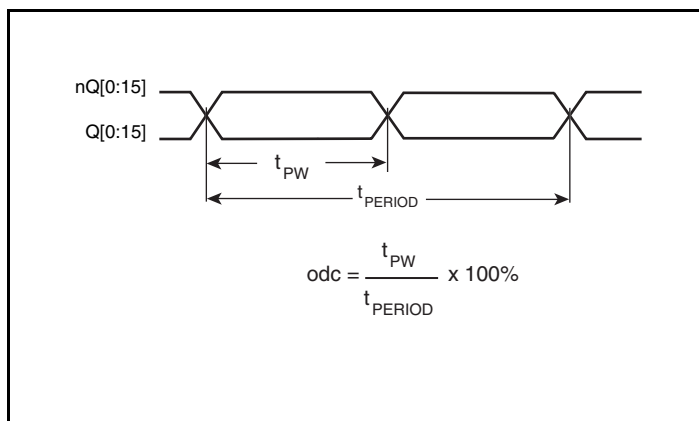 nQ[0:15]
Q[0:15]
tPW
tPERIOD
odc = tPW / tPERIOD x 100%